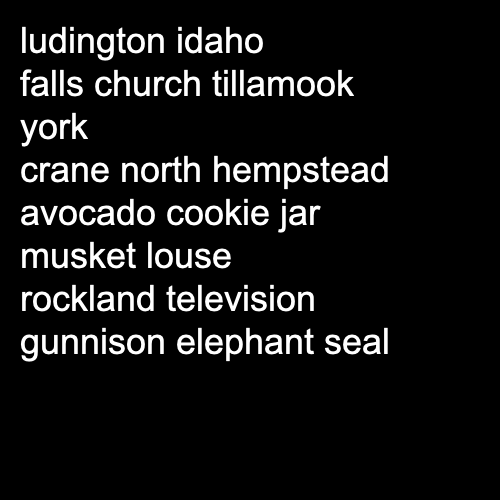 ludington idaho
falls church tillamook
york
crane north hempstead
avocado cookie jar
musket louse
rockland television
gunnison elephant seal